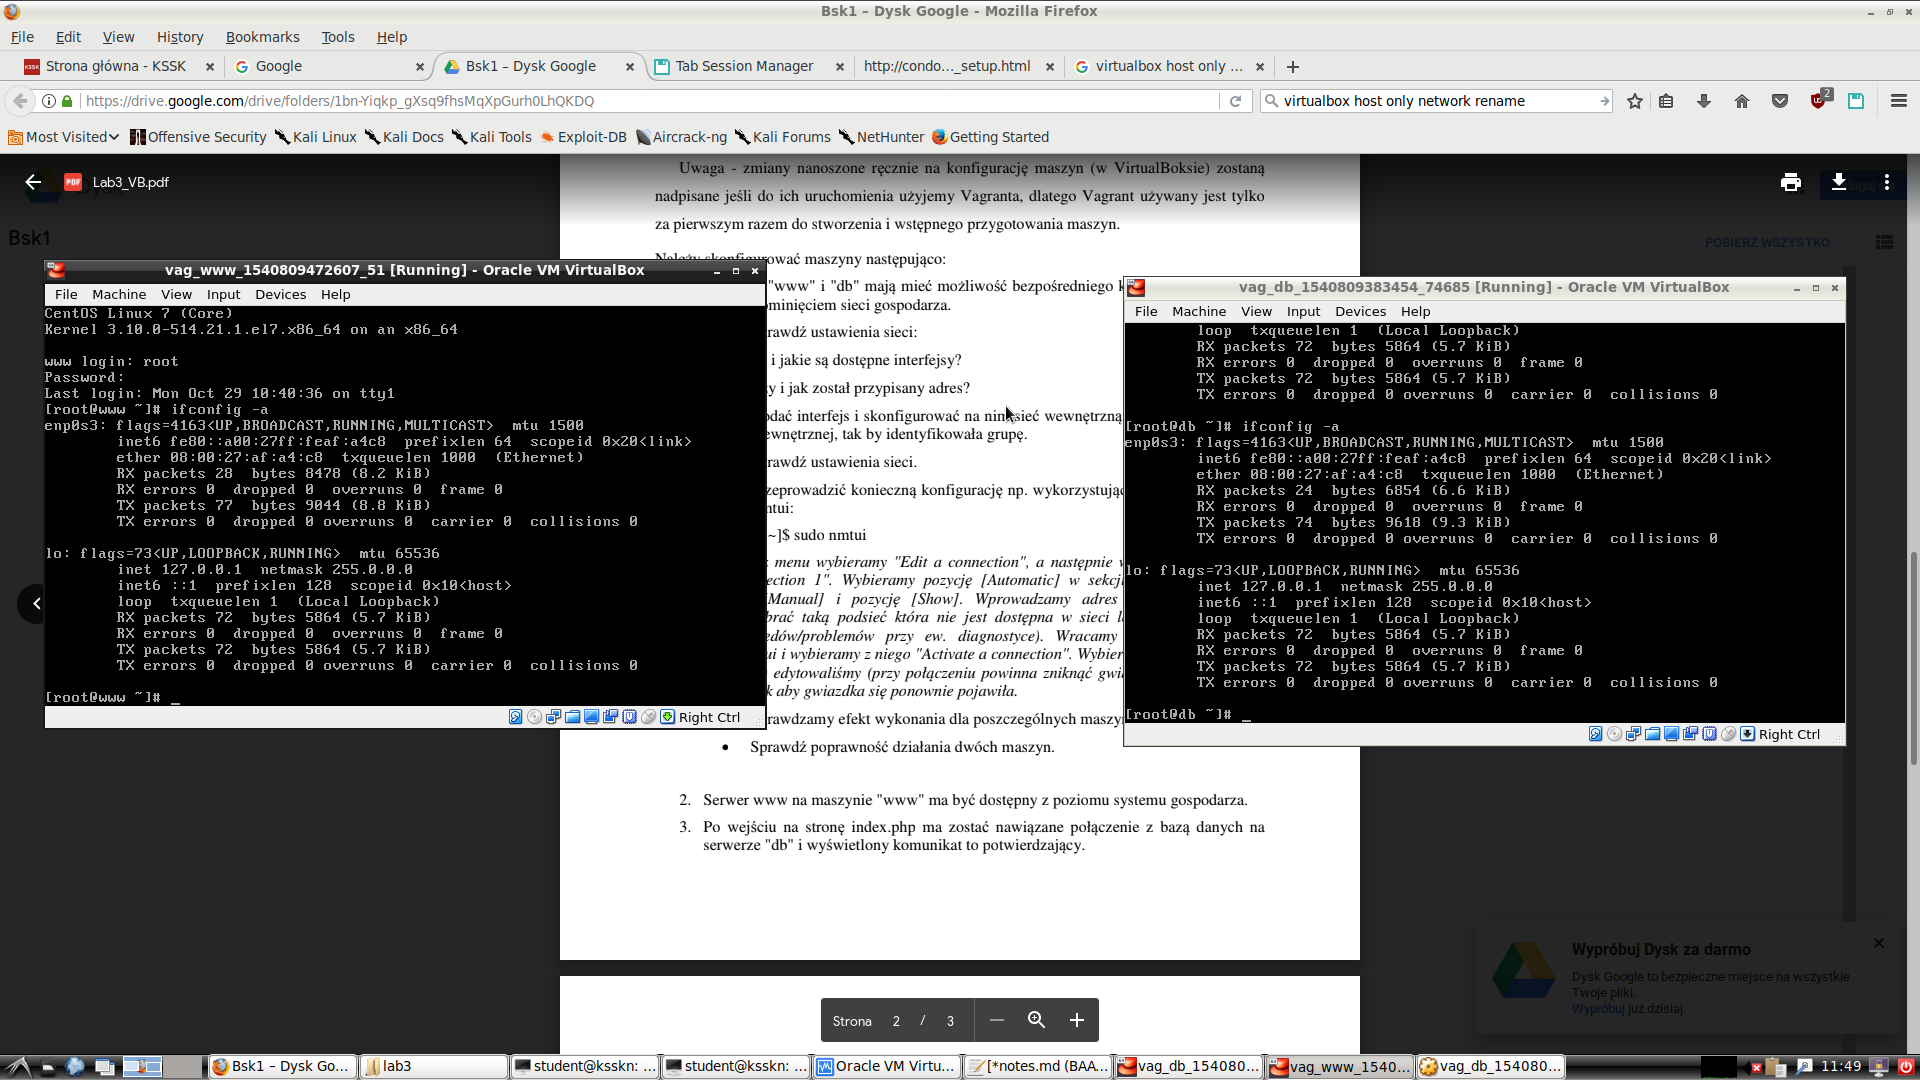 Bsk1 – Dysk Google - Mozilla Firefox
File Edit View History Bookmarks Tools Help
Strona główna - KSSK
Google
Bsk1 – Dysk Google
Tab Session Manager
http://condo..._setup.html
virtualbox host only ...
https://drive.google.com/drive/folders/1bn-Yiqkp_gXsq9fhsMqXpGurh0LhQKDQ
virtualbox host only network rename
2
Most Visited Offensive Security Kali Linux Kali Docs Kali Tools Exploit-DB Aircrack-ng Kali Forums NetHunter Getting Started
PDF Lab3_VB.pdf
Bsk1
POBIERZ WSZYSTKO
Uwaga - zmiany nanoszone ręcznie na konfigurację maszyn (w VirtualBoksie) zostaną
nadpisane jeśli do ich uruchomienia użyjemy Vagranta, dlatego Vagrant używany jest tylko
za pierwszym razem do stworzenia i wstępnego przygotowania maszyn.
Należy skonfigurować maszyny następująco:
"www" i "db" mają mieć możliwość bezpośredniego k
ominięciem sieci gospodarza.
rawdź ustawienia sieci:
i jakie są dostępne interfejsy?
y i jak został przypisany adres?
odać interfejs i skonfigurować na nim sieć wewnętrzną
ewnętrznej, tak by identyfikowała grupę.
rawdź ustawienia sieci.
zeprowadzić konieczną konfigurację np. wykorzystując
ntui:
~]$ sudo nmtui
menu wybieramy "Edit a connection", a następnie w
ection 1". Wybieramy pozycję [Automatic] w sekcj
[Manual] i pozycję [Show]. Wprowadzamy adres
brać taką podsieć która nie jest dostępna w sieci l
ędów/problemów przy ew. diagnostyce). Wracamy
ui i wybieramy z niego "Activate a connection". Wybier
edytowaliśmy (przy połączeniu powinna zniknąć gwi
k aby gwiazdka się ponownie pojawiła.
rawdzamy efekt wykonania dla poszczególnych maszyn
• Sprawdź poprawność działania dwóch maszyn.
2. Serwer www na maszynie "www" ma być dostępny z poziomu systemu gospodarza.
3. Po wejściu na stronę index.php ma zostać nawiązane połączenie z bazą danych na
serwerze "db" i wyświetlony komunikat to potwierdzający.
vag_www_1540809472607_51 [Running] - Oracle VM VirtualBox
File Machine View Input Devices Help
CentOS Linux 7 (Core)
Kernel 3.10.0-514.21.1.el7.x86_64 on an x86_64
www login: root
Password:
Last login: Mon Oct 29 10:40:36 on tty1
[root@www ~]# ifconfig -a
enp0s3: flags=4163<UP,BROADCAST,RUNNING,MULTICAST> mtu 1500
inet6 fe80::a00:27ff:feaf:a4c8 prefixlen 64 scopeid 0x20<link>
ether 08:00:27:af:a4:c8 txqueuelen 1000 (Ethernet)
RX packets 28 bytes 8478 (8.2 KiB)
RX errors 0 dropped 0 overruns 0 frame 0
TX packets 77 bytes 9044 (8.8 KiB)
TX errors 0 dropped 0 overruns 0 carrier 0 collisions 0
lo: flags=73<UP,LOOPBACK,RUNNING> mtu 65536
inet 127.0.0.1 netmask 255.0.0.0
inet6 ::1 prefixlen 128 scopeid 0x10<host>
loop txqueuelen 1 (Local Loopback)
RX packets 72 bytes 5864 (5.7 KiB)
RX errors 0 dropped 0 overruns 0 frame 0
TX packets 72 bytes 5864 (5.7 KiB)
TX errors 0 dropped 0 overruns 0 carrier 0 collisions 0
[root@www ~]# _
Right Ctrl
vag_db_1540809383454_74685 [Running] - Oracle VM VirtualBox
File Machine View Input Devices Help
loop txqueuelen 1 (Local Loopback)
RX packets 72 bytes 5864 (5.7 KiB)
RX errors 0 dropped 0 overruns 0 frame 0
TX packets 72 bytes 5864 (5.7 KiB)
TX errors 0 dropped 0 overruns 0 carrier 0 collisions 0
[root@db ~]# ifconfig -a
enp0s3: flags=4163<UP,BROADCAST,RUNNING,MULTICAST> mtu 1500
inet6 fe80::a00:27ff:feaf:a4c8 prefixlen 64 scopeid 0x20<link>
ether 08:00:27:af:a4:c8 txqueuelen 1000 (Ethernet)
RX packets 24 bytes 6854 (6.6 KiB)
RX errors 0 dropped 0 overruns 0 frame 0
TX packets 74 bytes 9618 (9.3 KiB)
TX errors 0 dropped 0 overruns 0 carrier 0 collisions 0
lo: flags=73<UP,LOOPBACK,RUNNING> mtu 65536
inet 127.0.0.1 netmask 255.0.0.0
inet6 ::1 prefixlen 128 scopeid 0x10<host>
loop txqueuelen 1 (Local Loopback)
RX packets 72 bytes 5864 (5.7 KiB)
RX errors 0 dropped 0 overruns 0 frame 0
TX packets 72 bytes 5864 (5.7 KiB)
TX errors 0 dropped 0 overruns 0 carrier 0 collisions 0
[root@db ~]# _
Right Ctrl
Wypróbuj Dysk za darmo
Dysk Google to bezpieczne miejsce na wszystkie
Twoje pliki.
Wypróbuj już dzisiaj.
Strona 2 / 3
Bsk1 – Dysk Go...
lab3
student@ksskn: ...
student@ksskn: ...
Oracle VM Virtu...
[*notes.md (BAA...
vag_db_154080...
vag_www_1540...
vag_db_154080...
11:49